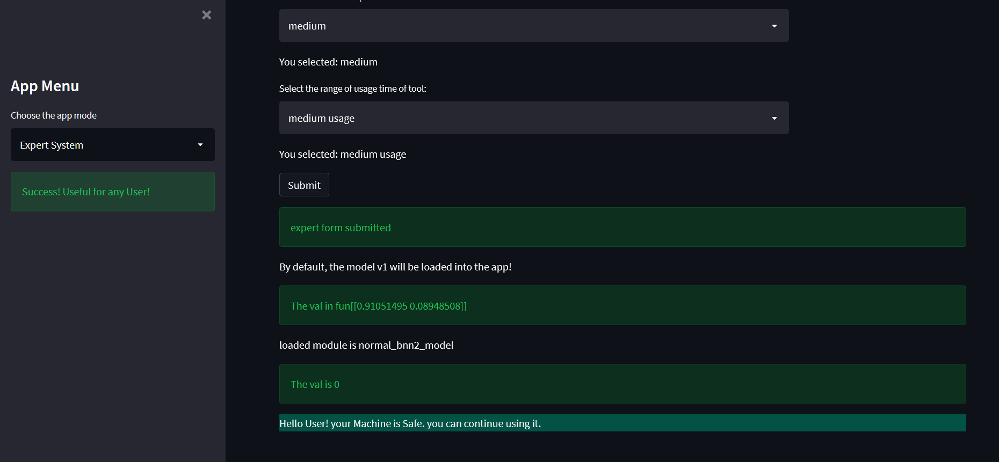 App Menu
Choose the app mode
Expert System
Success! Useful for any User!
medium
You selected: medium
Select the range of usage time of tool:
medium usage
You selected: medium usage
Submit
expert form submitted
By default, the model v1 will be loaded into the app!
The val in fun[[0.91051495 0.08948508]]
loaded module is normal_bnn2_model
The val is 0
Hello User! your Machine is Safe. you can continue using it.